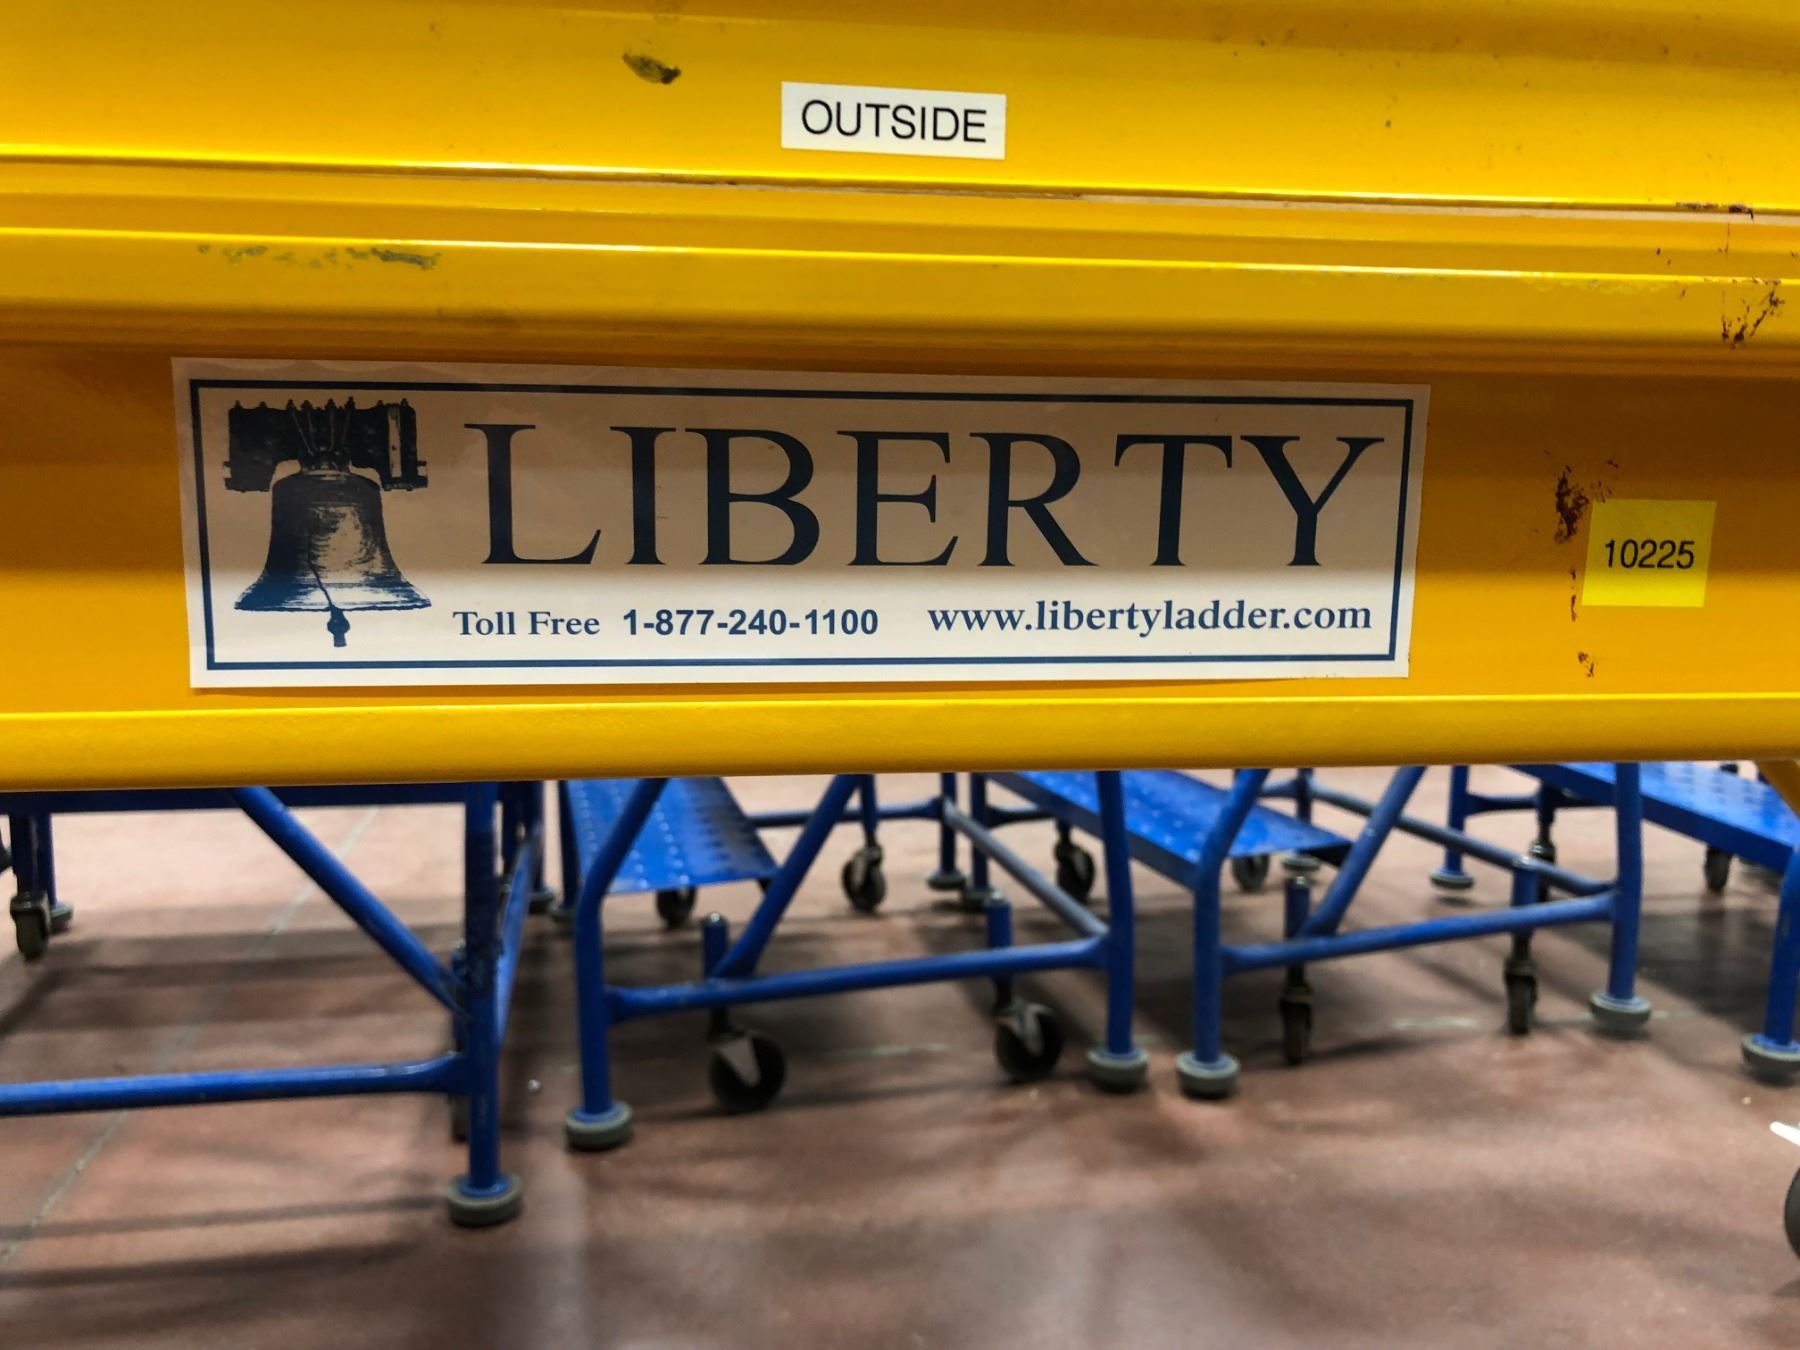 OUTSIDE
LIBERTY
Toll Free 1-877-240-1100 www.libertyladder.com
10225